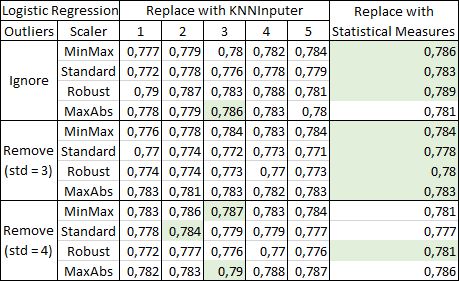 Logistic Regression Replace with KNNInputer Replace with
Statistical Measures
Outliers Scaler 1 2 3 4 5
Ignore MinMax 0,777 0,779 0,78 0,782 0,784 0,786
Standard 0,772 0,778 0,776 0,778 0,779 0,783
Robust 0,79 0,787 0,783 0,788 0,781 0,789
MaxAbs 0,778 0,779 0,786 0,783 0,78 0,781
Remove
(std = 3) MinMax 0,776 0,778 0,784 0,783 0,784 0,784
Standard 0,77 0,774 0,772 0,773 0,771 0,778
Robust 0,774 0,774 0,773 0,77 0,773 0,78
MaxAbs 0,783 0,781 0,783 0,782 0,782 0,783
Remove
(std = 4) MinMax 0,783 0,786 0,787 0,783 0,784 0,781
Standard 0,778 0,784 0,779 0,779 0,777 0,777
Robust 0,772 0,777 0,776 0,77 0,776 0,781
MaxAbs 0,782 0,783 0,79 0,788 0,787 0,786